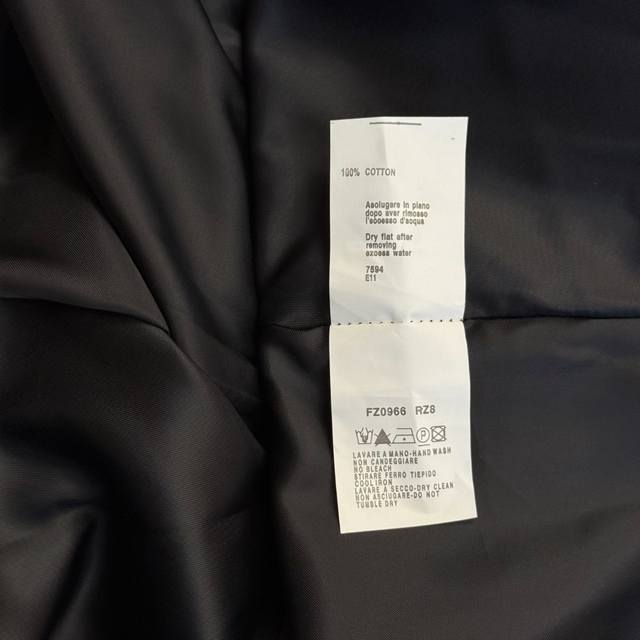 100% COTTON
Asciugare in piano
dopo aver rimosso
l'eccesso d'acqua
Dry flat after
removing
excess water
7594
E11
FZ0966 RZ8
LAVARE A MANO-HAND WASH
NON CANDEGGIARE
NO BLEACH
STIRARE FERRO TIEPIDO
COOL IRON
LAVARE A SECCO-DRY CLEAN
NON ASCIUGARE-DO NOT
TUMBLE DRY